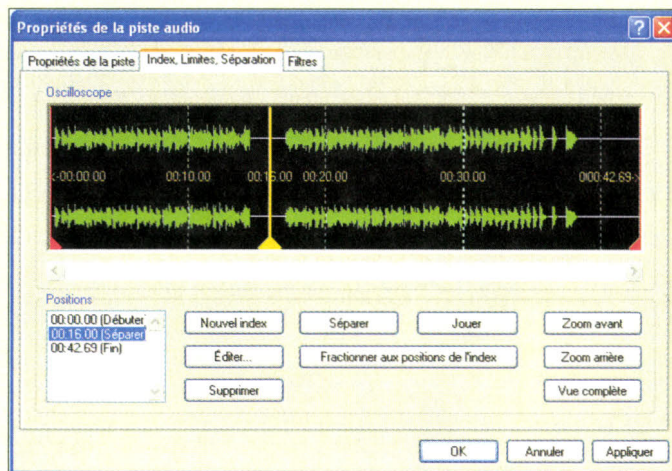 Propriétés de la piste audio
Propriétés de la piste Index, Limites, Séparation Filtres
Oscilloscope
<-00:00.00 00:10.00 00:16.00 00:20.00 00:30.00 00:42.69->
Positions
00:00.00 (Débuter
00:16.00 (Séparer
00:42.69 (Fin)
Nouvel index Séparer Jouer Zoom avant
Éditer... Fractionner aux positions de l'index Zoom arrière
Supprimer Vue complète
OK Annuler Appliquer